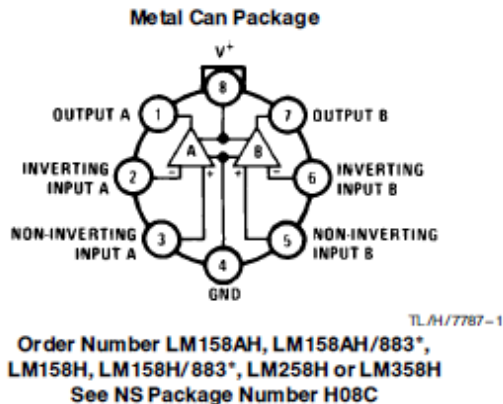 Metal Can Package
V+
8
OUTPUT A
1
7
OUTPUT B
A
B
INVERTING
INPUT A
2
-
+
+
-
6
INVERTING
INPUT B
NON-INVERTING
INPUT A
3
5
NON-INVERTING
INPUT B
4
GND
TL/H/7787-1
Order Number LM158AH, LM158AH/883*,
LM158H, LM158H/883*, LM258H or LM358H
See NS Package Number H08C